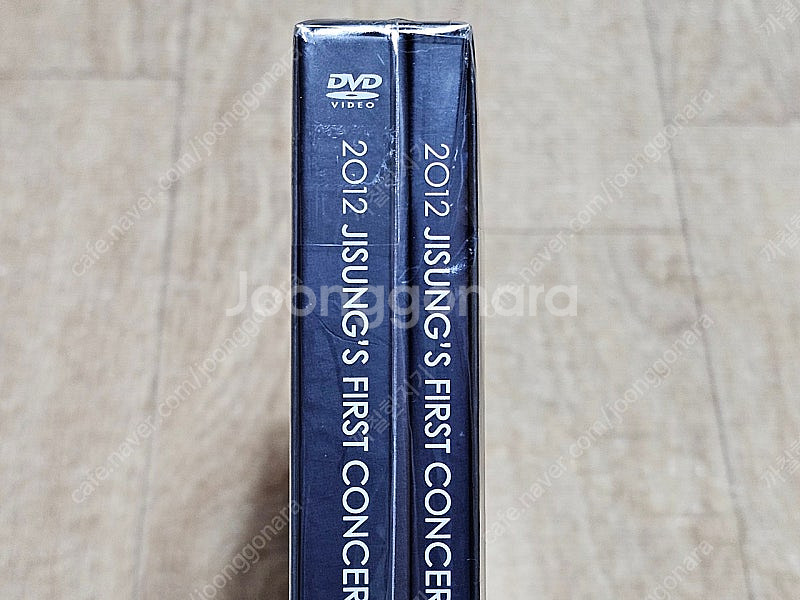 DVD
VIDEO
2012 JISUNG'S FIRST CONCER
2012 JISUNG'S FIRST CONCER
Joonggonara
cafe.naver.com/joonggonara
cafe.naver.com/joonggonara
cafe.naver.com/joonggonara
cafe.naver.com/joonggonara